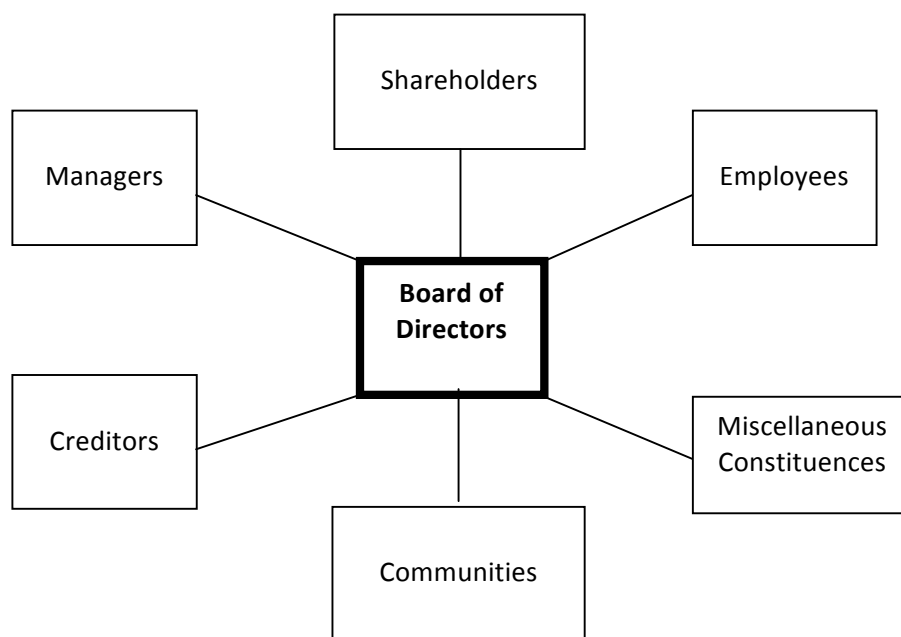 Shareholders
Managers
Employees
Board of
Directors
Creditors
Miscellaneous
Constituences
Communities